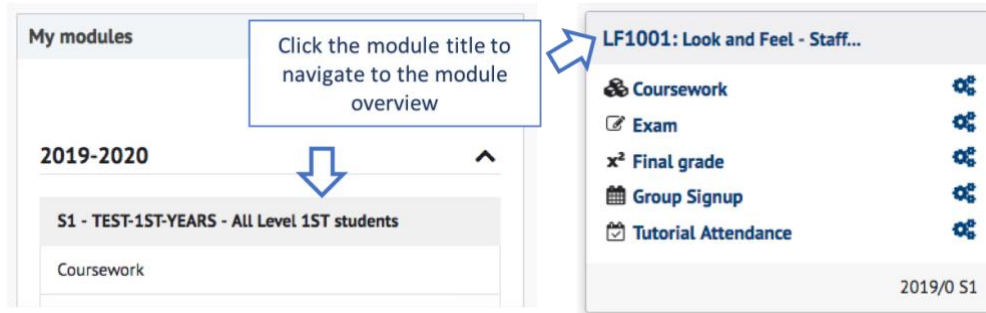 My modules
Click the module title to
navigate to the module
overview
2019-2020
S1 - TEST-1ST-YEARS - All Level 1ST students
Coursework
LF1001: Look and Feel - Staff...
Coursework
Exam
x² Final grade
Group Signup
Tutorial Attendance
2019/0 S1